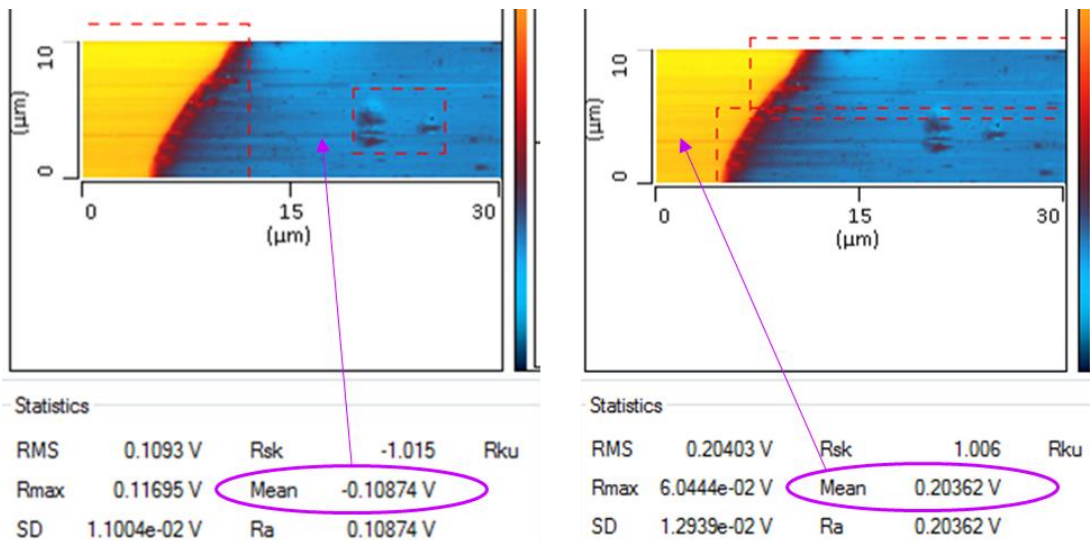 10
(µm)
0
0 15 30
(µm)
Statistics
RMS 0.1093 V Rsk -1.015 Rku
Rmax 0.11695 V Mean -0.10874 V
SD 1.1004e-02 V Ra 0.10874 V
10
(µm)
0
0 15 30
(µm)
Statistics
RMS 0.20403 V Rsk 1.006 Rku
Rmax 6.0444e-02 V Mean 0.20362 V
SD 1.2939e-02 V Ra 0.20362 V